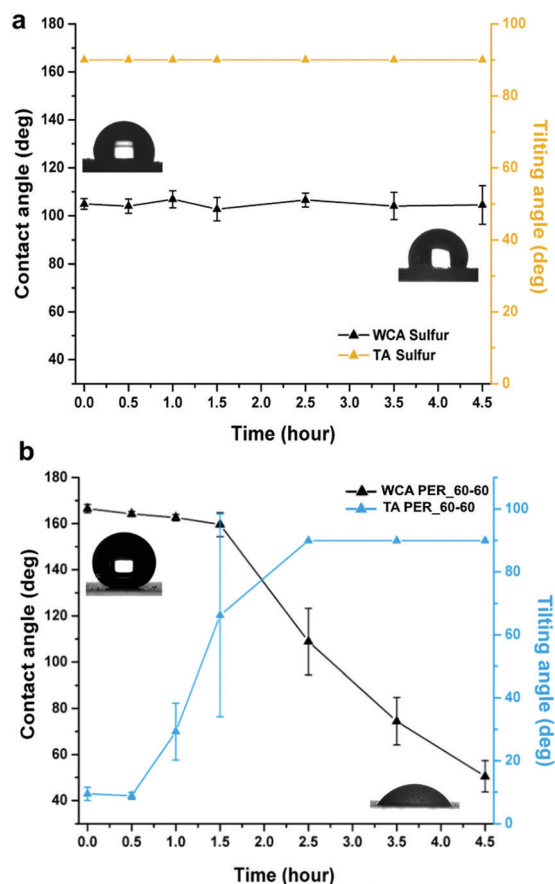 a
180
160
140
120
100
80
60
40
Contact angle (deg)
100
80
60
40
20
0
Tilting angle (deg)
WCA Sulfur
TA Sulfur
0.0 0.5 1.0 1.5 2.0 2.5 3.0 3.5 4.0 4.5
Time (hour)
b
180
160
140
120
100
80
60
40
Contact angle (deg)
WCA PER_60-60
TA PER_60-60
100
80
60
40
20
0
Tilting angle (deg)
0.0 0.5 1.0 1.5 2.0 2.5 3.0 3.5 4.0 4.5
Time (hour)